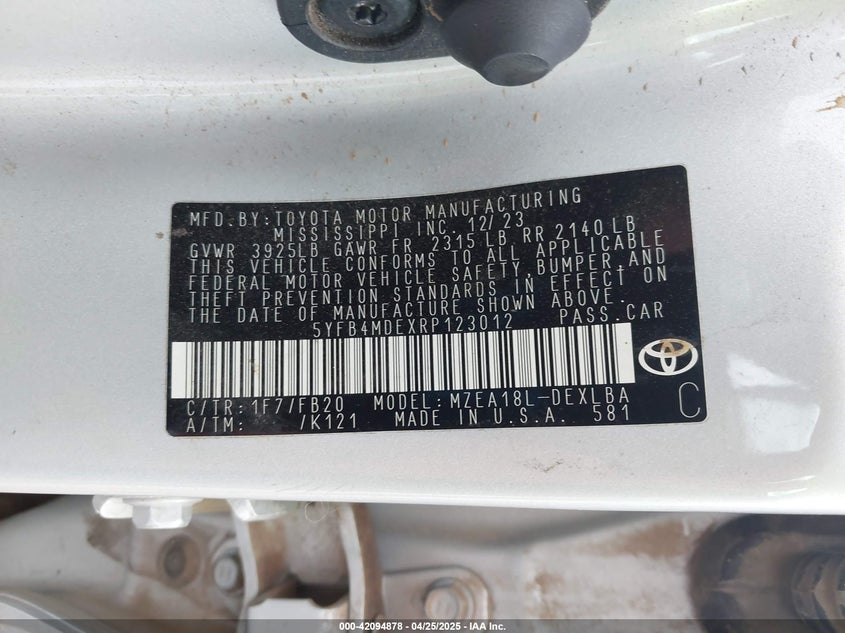 MFD.BY:TOYOTA MOTOR MANUFACTURING
MISSISSIPPI INC. 12/23
GVWR 3925LB GAWR FR 2315LB RR 2140LB
THIS VEHICLE CONFORMS TO ALL APPLICABLE
FEDERAL MOTOR VEHICLE SAFETY,BUMPER,AND
THEFT PREVENTION STANDARDS IN EFFECT ON
THE DATE OF MANUFACTURE SHOWN ABOVE.
5YFB4MDEXRP123012 PASS.CAR
C/TR: 1F7/FB20 MODEL: MZEA18L-DEXLBA
A/TM: /K121 MADE IN U.S.A. 581
C
000-42094878 - 04/25/2025 - IAA Inc.